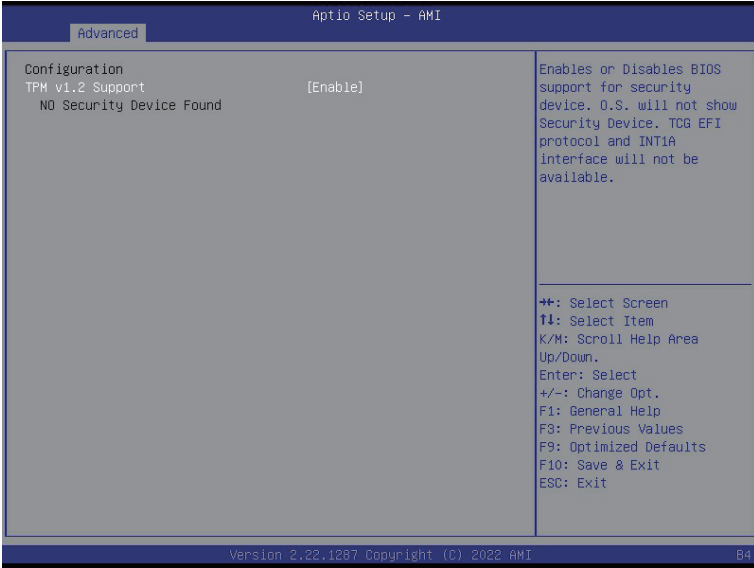 Aptio Setup - AMI
Advanced
Configuration
TPM v1.2 Support [Enable]
NO Security Device Found
Enables or Disables BIOS
support for security
device. O.S. will not show
Security Device. TCG EFI
protocol and INT1A
interface will not be
available.
→←: Select Screen
↑↓: Select Item
K/M: Scroll Help Area
Up/Down.
Enter: Select
+/-: Change Opt.
F1: General Help
F3: Previous Values
F9: Optimized Defaults
F10: Save & Exit
ESC: Exit
Version 2.22.1287 Copyright (C) 2022 AMI
B4